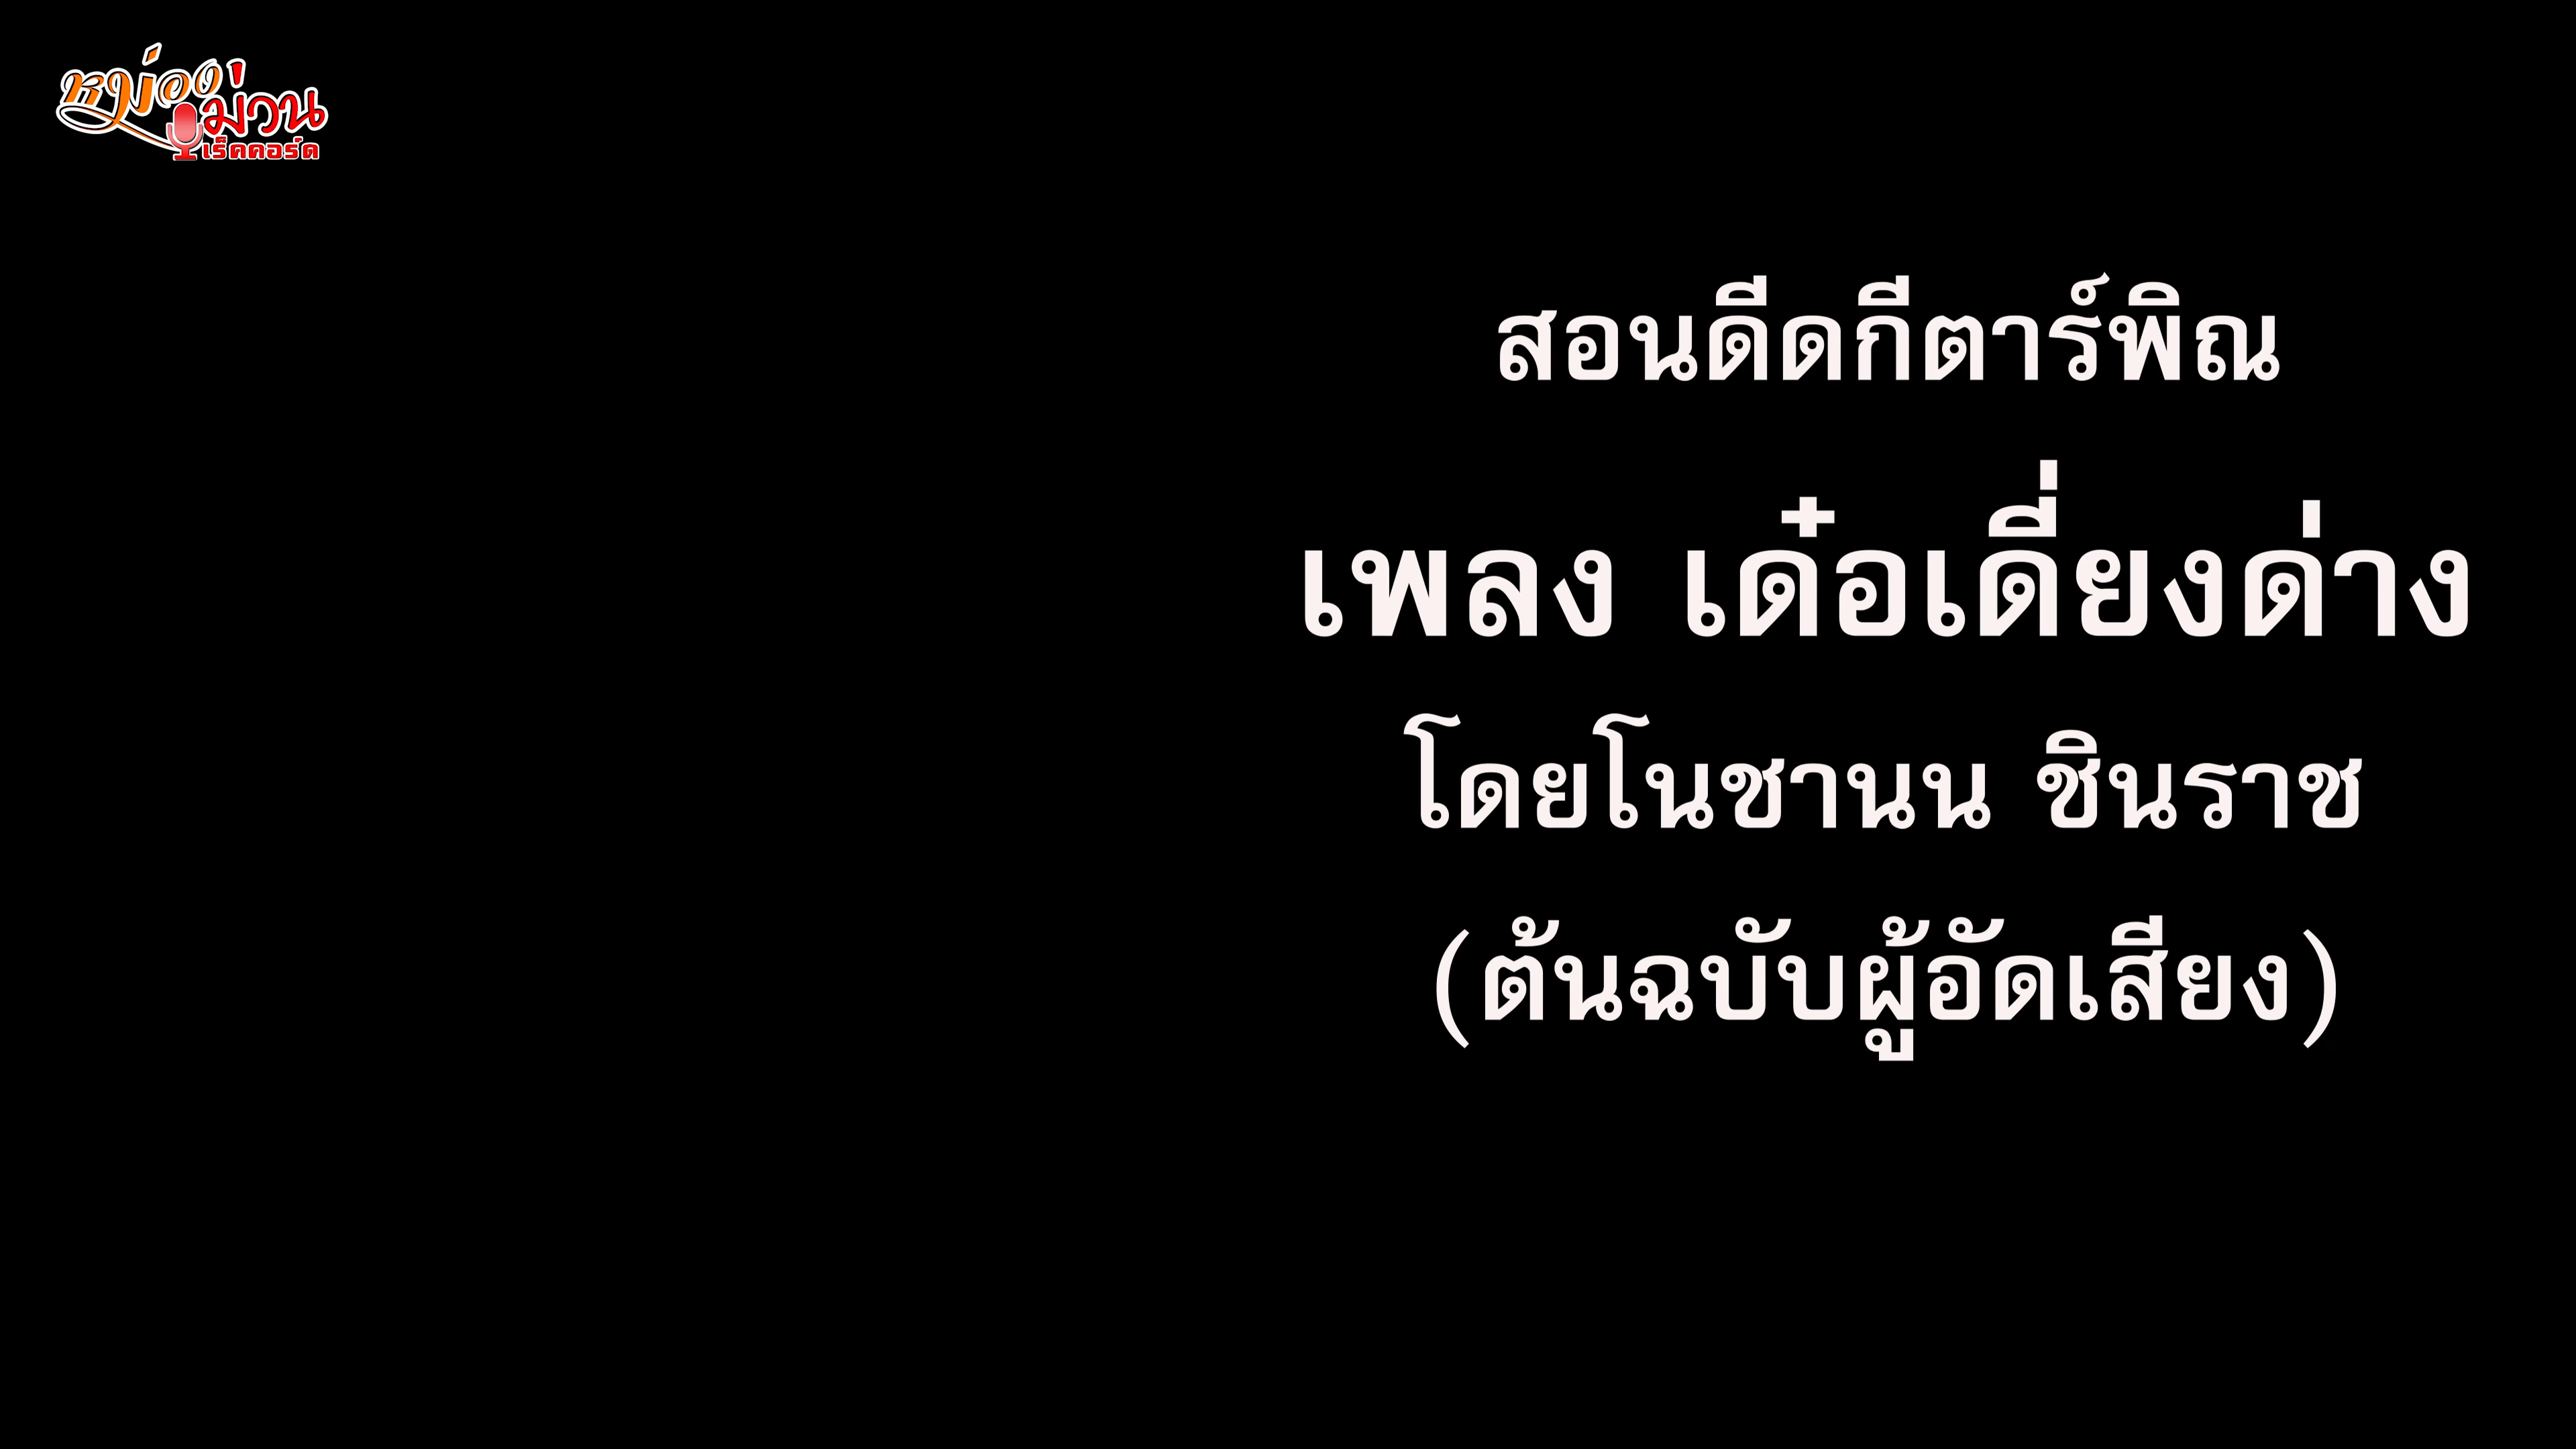 หม่องม่วน
เร็คคอร์ด
สอนดีดกีตาร์พิณ
เพลง เด๋อเดี่ยงด่าง
โดยโนชานน ชินราช
(ต้นฉบับผู้อัดเสียง)